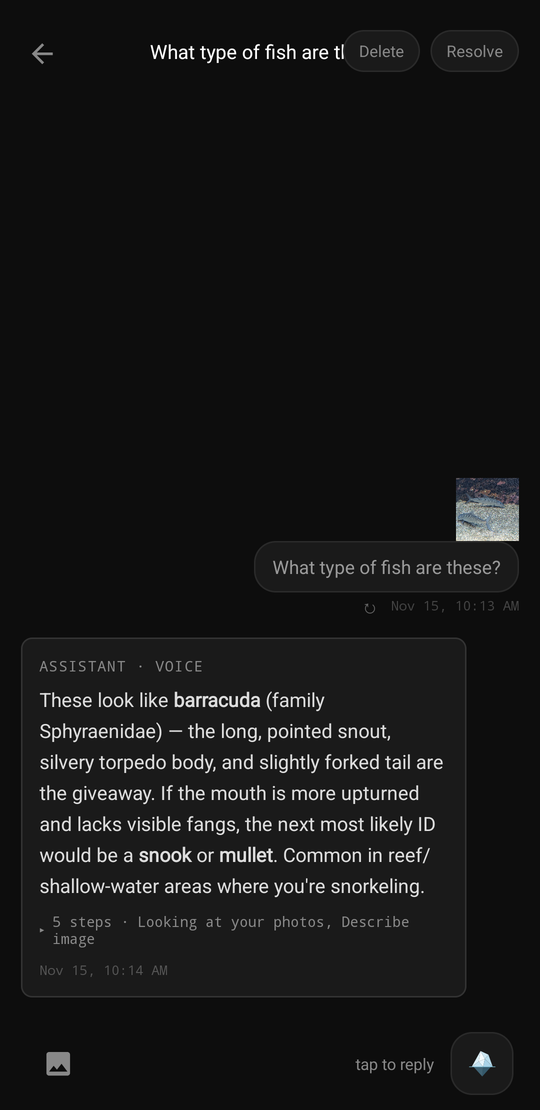 What type of fish are th
Delete
Resolve
What type of fish are these?
Nov 15, 10:13 AM
ASSISTANT · VOICE
These look like barracuda (family
Sphyraenidae) — the long, pointed snout,
silvery torpedo body, and slightly forked tail are
the giveaway. If the mouth is more upturned
and lacks visible fangs, the next most likely ID
would be a snook or mullet. Common in reef/
shallow-water areas where you're snorkeling.
5 steps · Looking at your photos, Describe
image
Nov 15, 10:14 AM
tap to reply